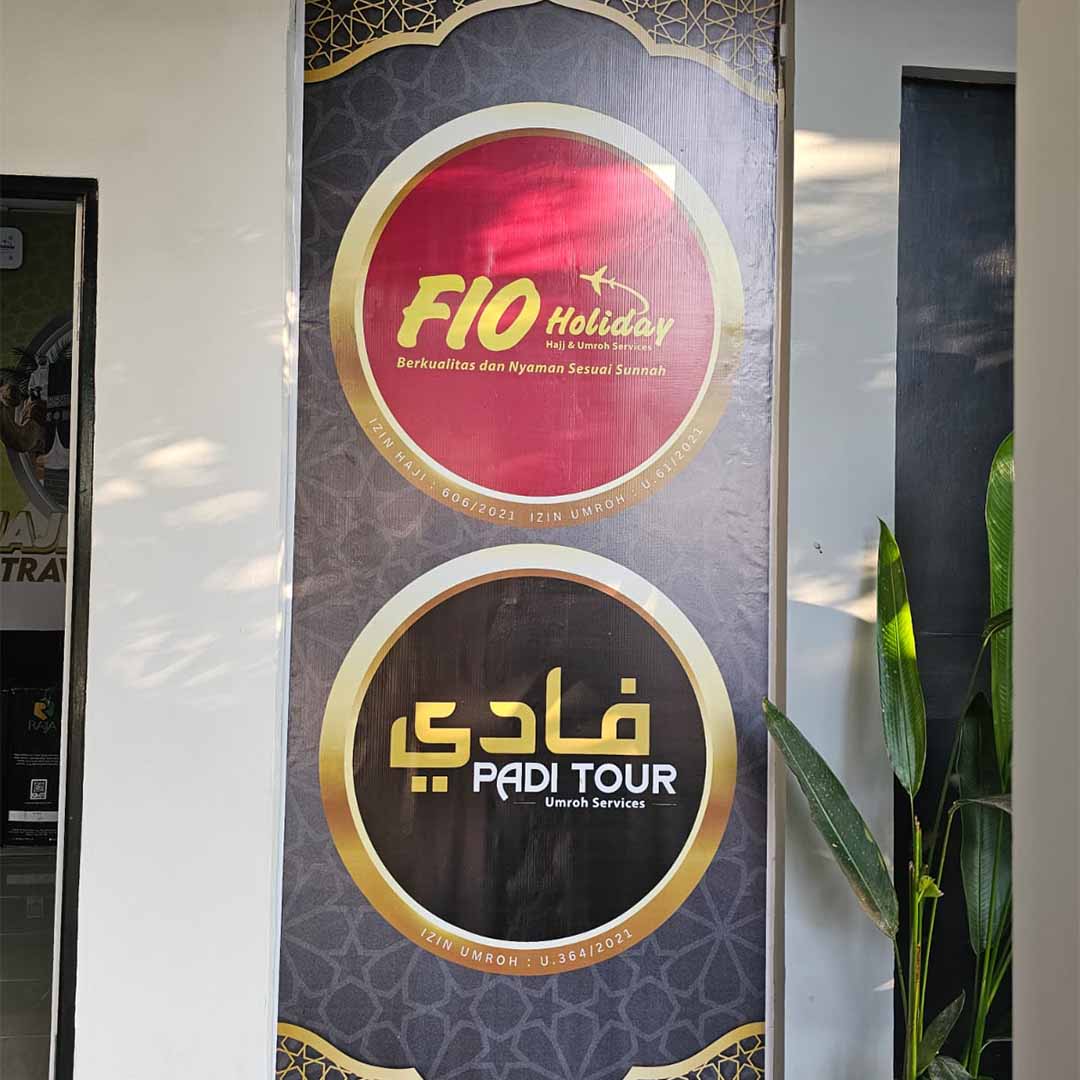 FIO Holiday
Hajj & Umroh Services
Berkualitas dan Nyaman Sesuai Sunnah
IZIN HAJI : 606/2021 IZIN UMROH : U.61/2021
فادي
PADI TOUR
Umroh Services
IZIN UMROH : U.364/2021
RAJA